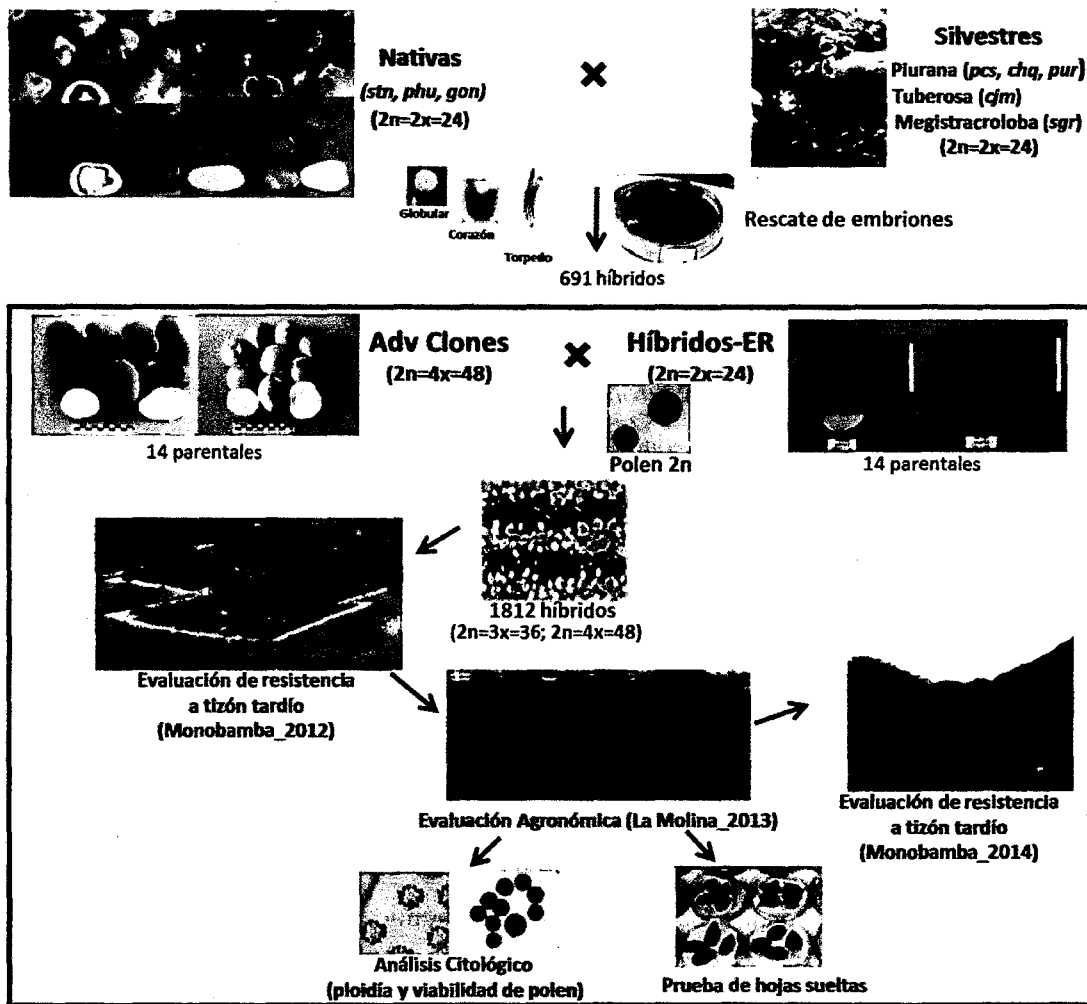 Nativas
(stn, phu, gon)
(2n=2x=24)
Silvestres
Piurana (pcs, chq, pur)
Tuberosa (cjm)
Megistracroloba (sgr)
(2n=2x=24)
Globular
Corazón
Torpedo
Rescate de embriones
691 híbridos
Adv Clones
(2n=4x=48)
Híbridos-ER
(2n=2x=24)
14 parentales
Polen 2n
14 parentales
1812 híbridos
(2n=3x=36; 2n=4x=48)
Evaluación de resistencia
a tizón tardío
(Monobamba_2012)
Evaluación Agronómica (La Molina_2013)
Evaluación de resistencia
a tizón tardío
(Monobamba_2014)
Análisis Citológico
(ploidía y viabilidad de polen)
Prueba de hojas sueltas